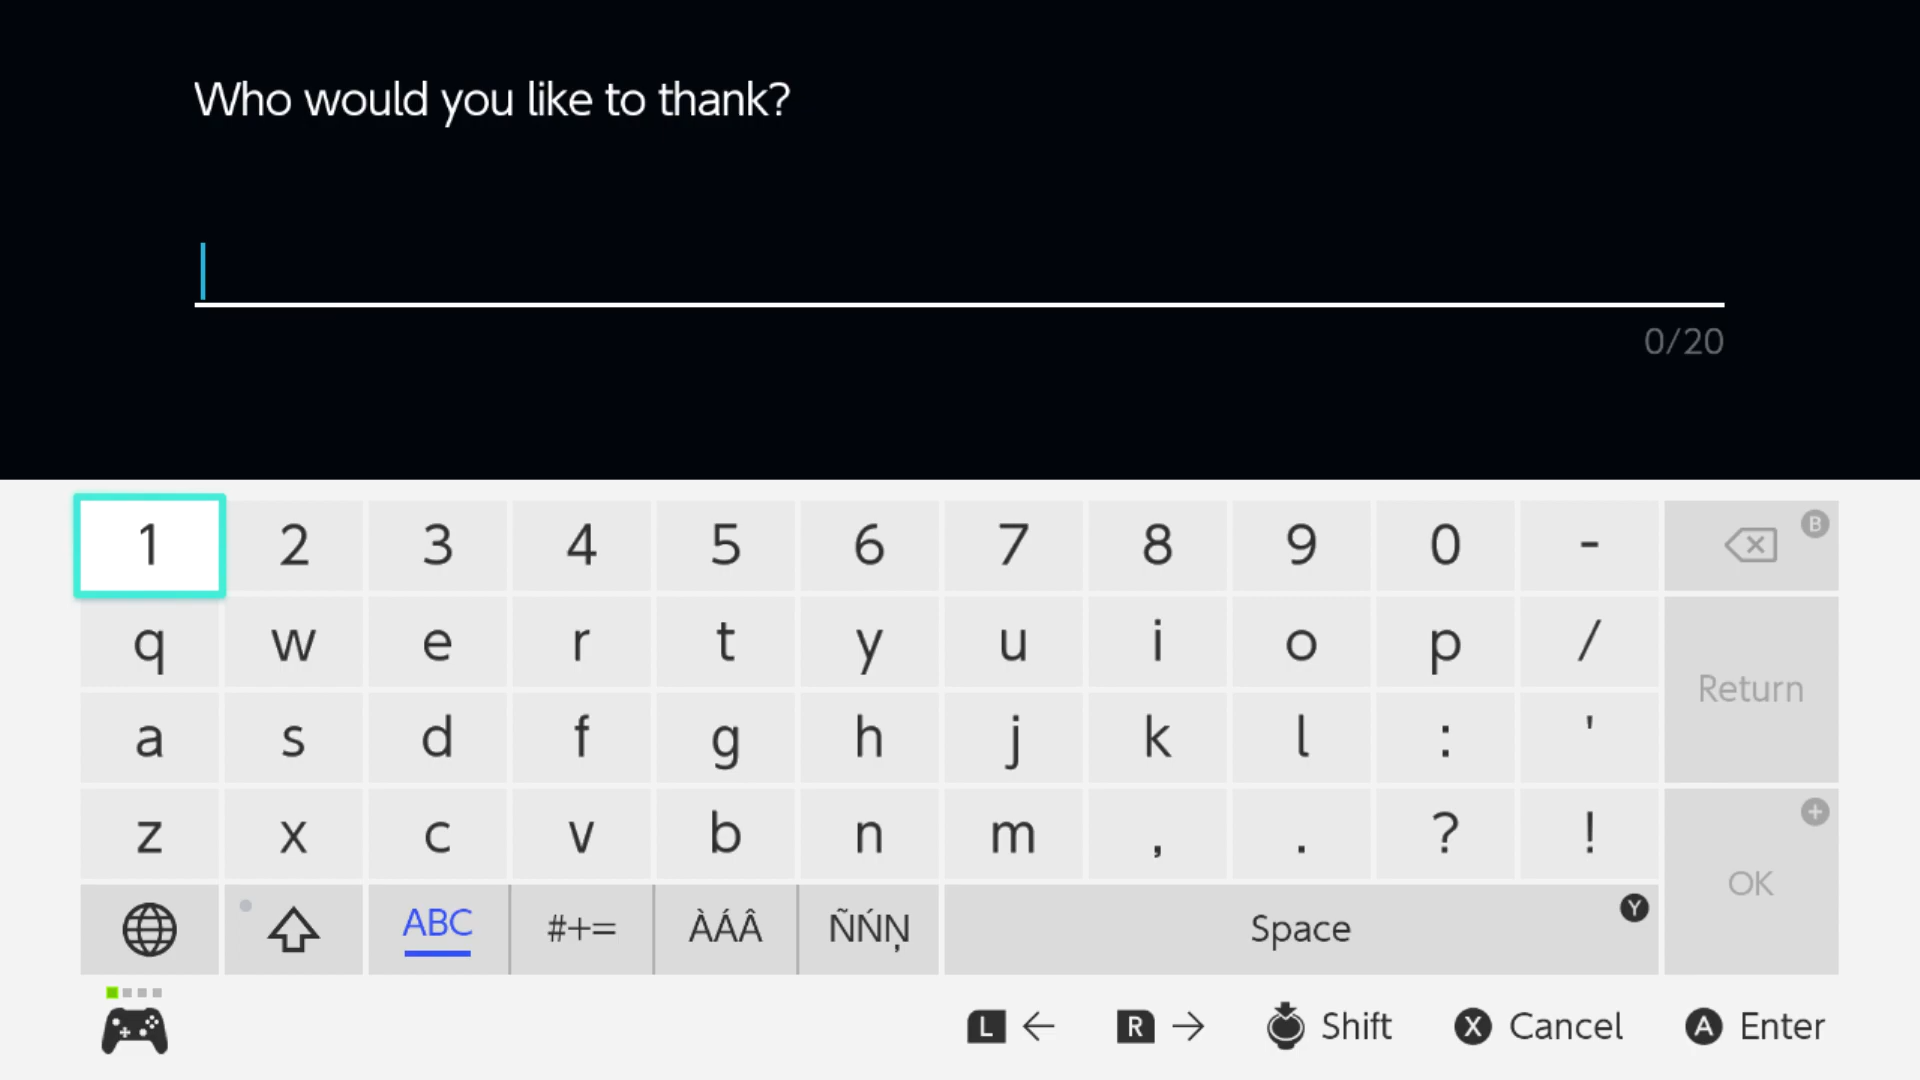 Who would you like to thank?
0/20
1 2 3 4 5 6 7 8 9 0 - B
q w e r t y u i o p / Return
a s d f g h j k l : '
z x c v b n m , . ? ! + OK
ABC #+= ÀÁÂ ÑŃŅ Space Y
L ← R → Shift X Cancel A Enter